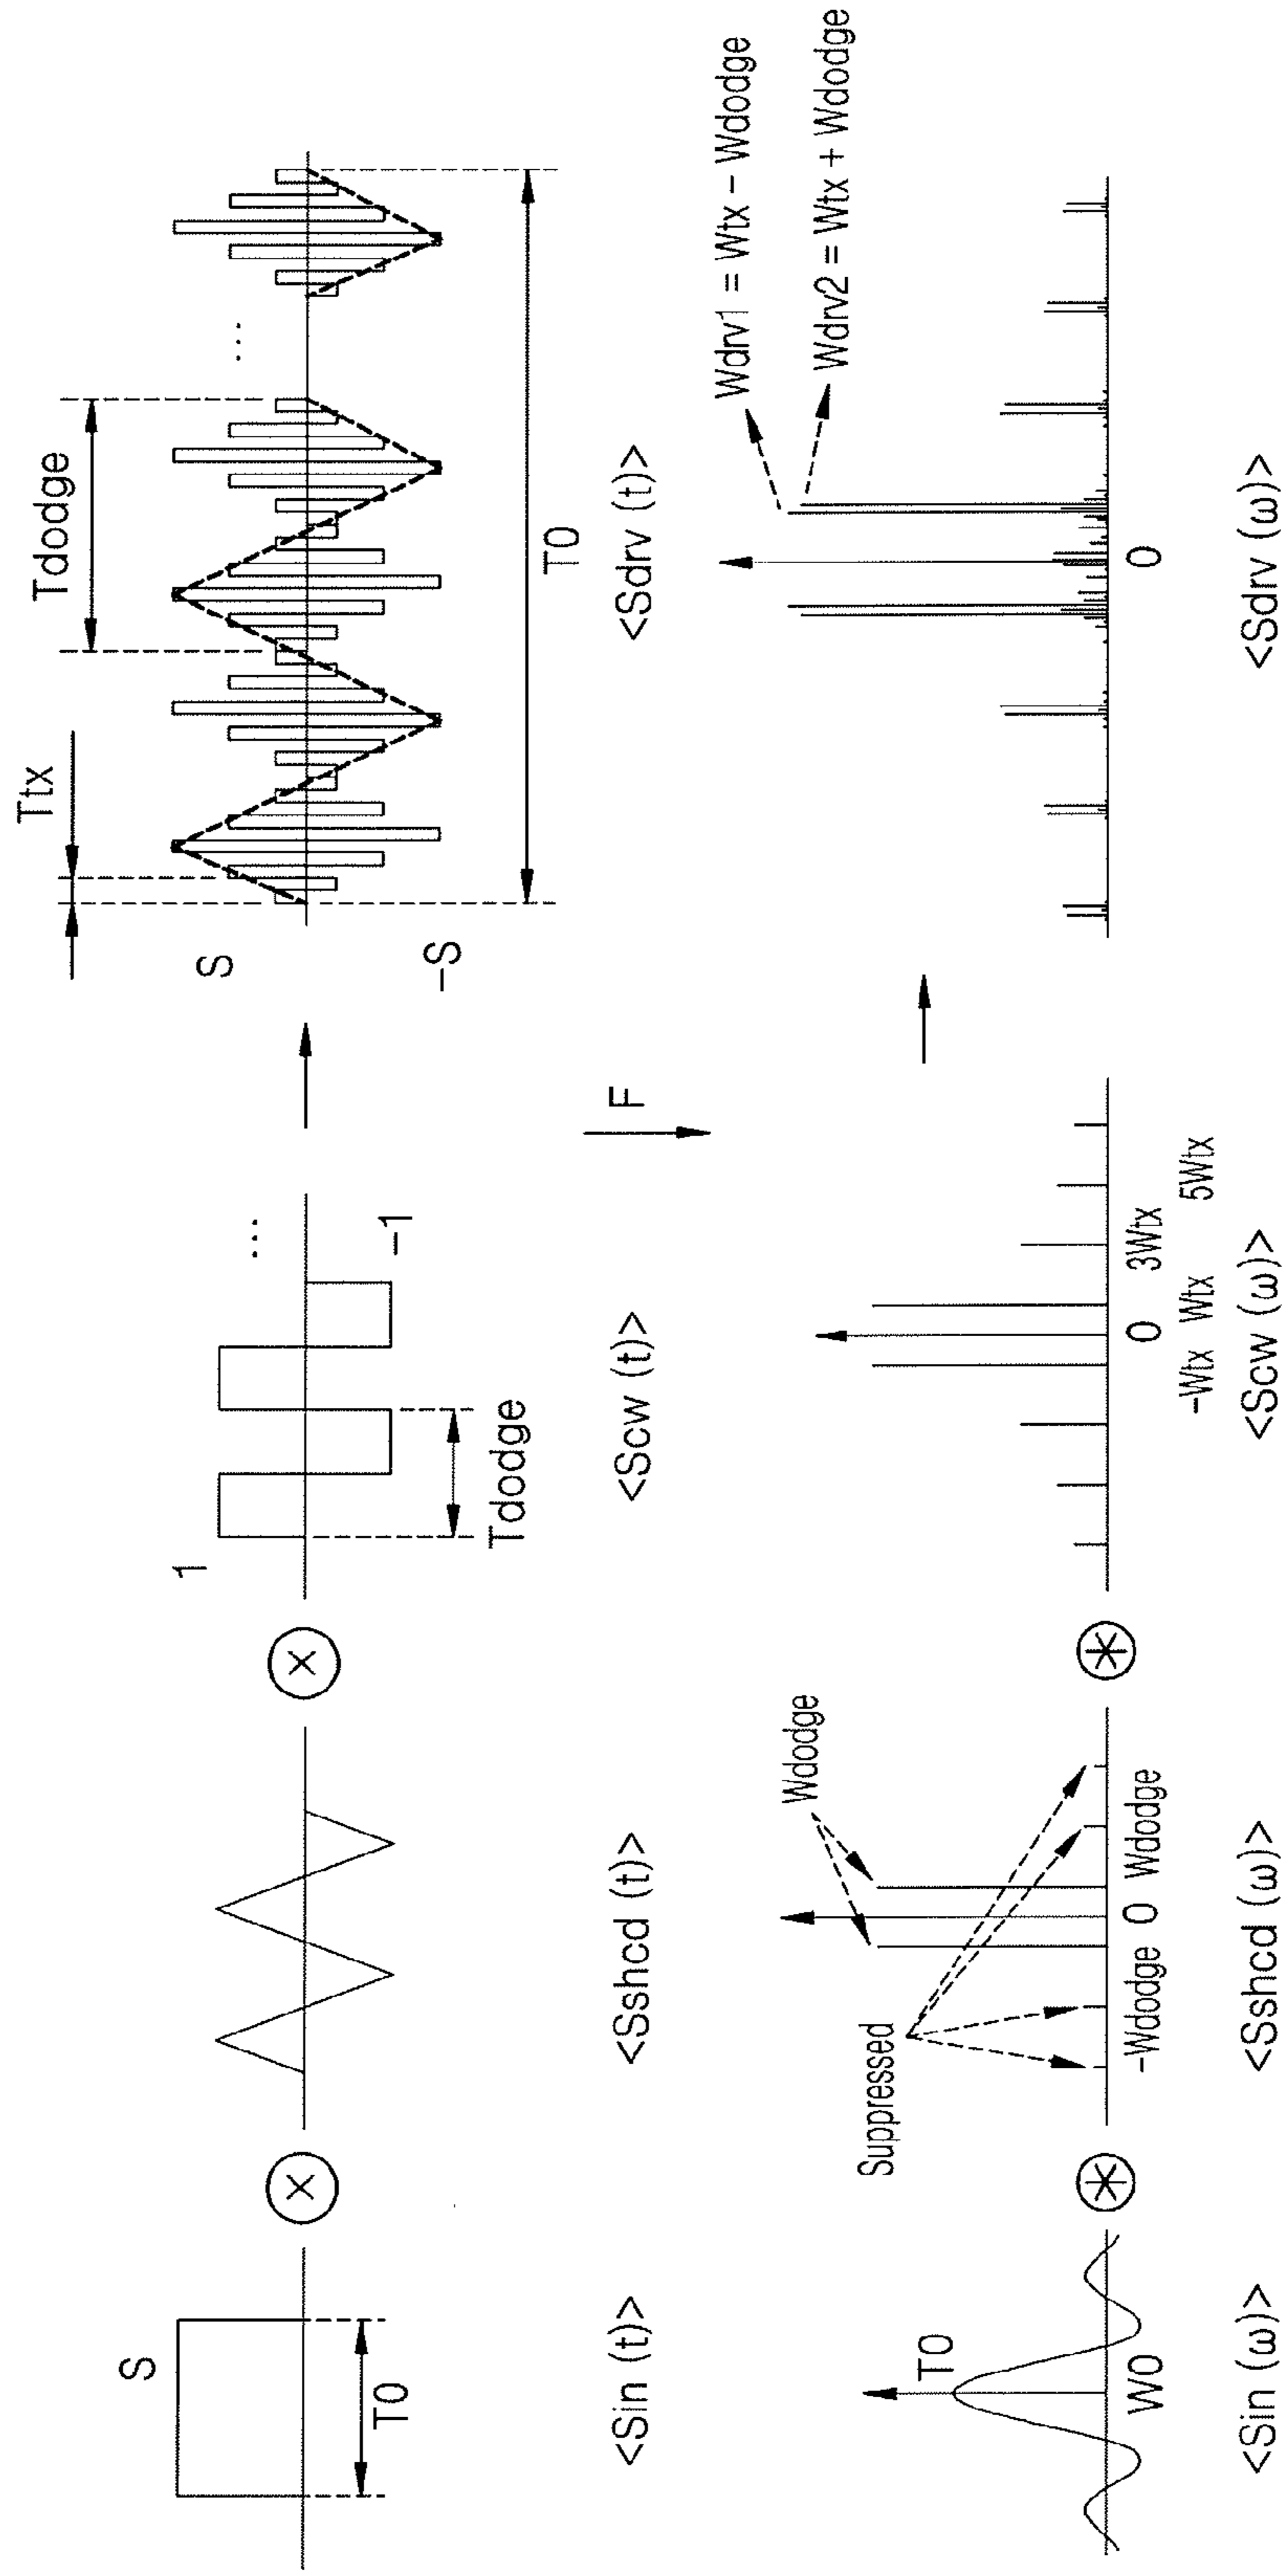 S
T0
<Sin (t)>
×
<Sshcd (t)>
×
1
...
-1
Tdodge
<Scw (t)>
Ttx
Tdodge
S
-S
...
T0
<Sdrv (t)>
F
T0
W0
<Sin (ω)>
Suppressed
Wdodge
-Wdodge 0 Wdodge
<Sshcd (ω)>
-Wtx 0 Wtx 3Wtx 5Wtx
<Scw (ω)>
Wdrv1 = Wtx - Wdodge
Wdrv2 = Wtx + Wdodge
0
<Sdrv (ω)>